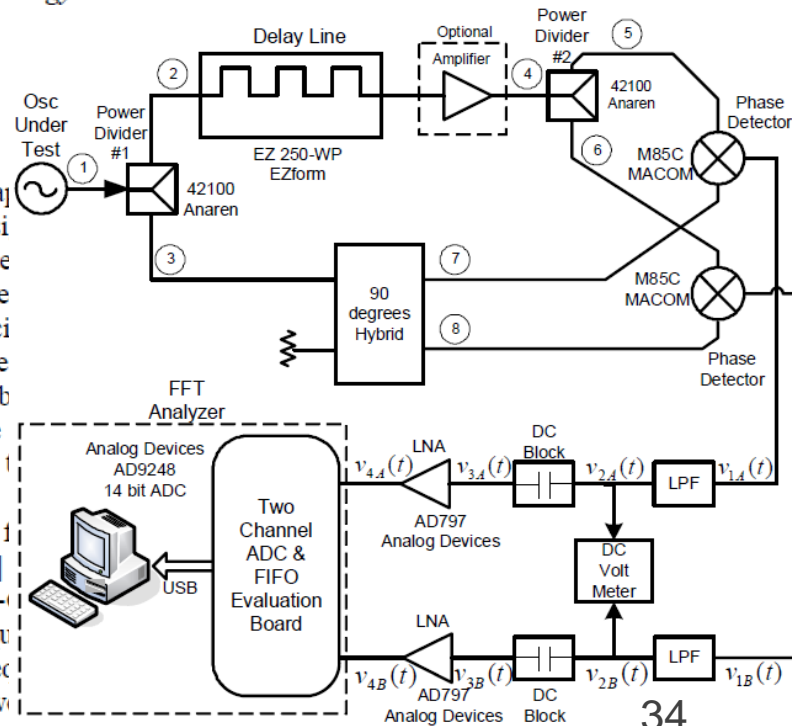 Delay Line
Optional
Amplifier
Power
Divider
#2
5
2
4
42100
Anaren
Phase
Detector
Osc
Under
Test
Power
Divider
#1
1
EZ 250-WP
EZform
6
M85C
MACOM
42100
Anaren
3
7
90
degrees
Hybrid
8
M85C
MACOM
Phase
Detector
FFT
Analyzer
Analog Devices
AD9248
14 bit ADC
USB
Two
Channel
ADC &
FIFO
Evaluation
Board
v4A(t)
LNA
v3A(t)
AD797
Analog Devices
DC
Block
v2A(t)
LPF
v1A(t)
DC
Volt
Meter
v4B(t)
LNA
v3B(t)
AD797
Analog Devices
DC
Block
v2B(t)
LPF
v1B(t)
34